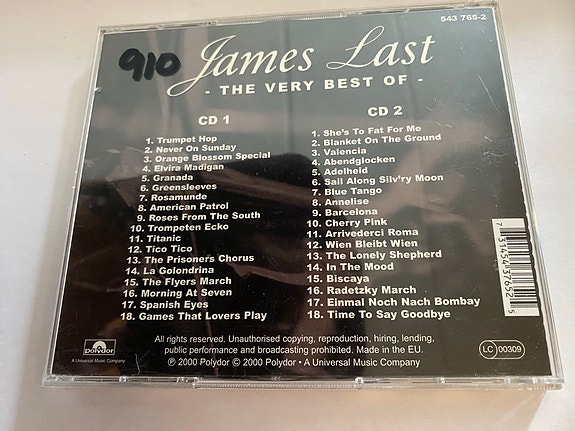 543 765-2
910 James Last
- THE VERY BEST OF -
CD 1
1. Trumpet Hop
2. Never On Sunday
3. Orange Blossom Special
4. Elvira Madigan
5. Granada
6. Greensleeves
7. Rosamunde
8. American Patrol
9. Roses From The South
10. Trompeten Ecko
11. Titanic
12. Tico Tico
13. The Prisoners Chorus
14. La Golondrina
15. The Flyers March
16. Morning At Seven
17. Spanish Eyes
18. Games That Lovers Play
CD 2
1. She's To Fat For Me
2. Blanket On The Ground
3. Valencia
4. Abendglocken
5. Adelheid
6. Sail Along Silv'ry Moon
7. Blue Tango
8. Annelise
9. Barcelona
10. Cherry Pink
11. Arrivederci Roma
12. Wien Bleibt Wien
13. The Lonely Shepherd
14. In The Mood
15. Biscaya
16. Radetzky March
17. Einmal Noch Nach Bombay
18. Time To Say Goodbye
7 31454 37652 5
All rights reserved. Unauthorised copying, reproduction, hiring, lending,
public performance and broadcasting prohibited. Made in the EU.
℗ 2000 Polydor © 2000 Polydor • A Universal Music Company
Polydor
A Universal Music Company
LC 00309